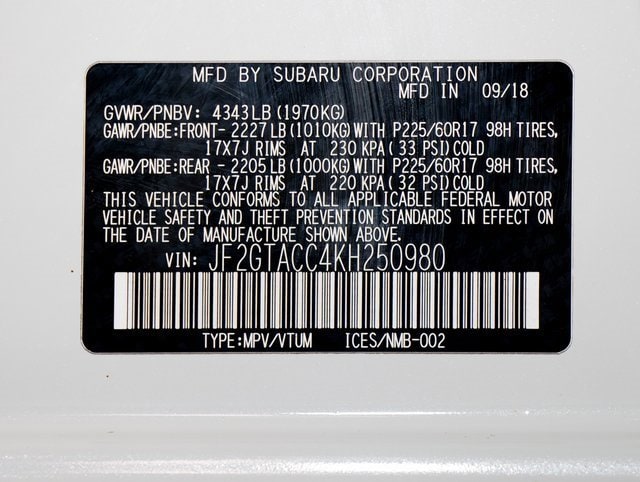 MFD BY SUBARU CORPORATION
MFD IN 09/18
GVWR/PNBV: 4343LB(1970KG)
GAWR/PNBE:FRONT- 2227LB(1010KG)WITH P225/60R17 98H TIRES,
17X7J RIMS AT 230 KPA(33 PSI)COLD
GAWR/PNBE:REAR - 2205LB(1000KG)WITH P225/60R17 98H TIRES,
17X7J RIMS AT 220 KPA(32 PSI)COLD
THIS VEHICLE CONFORMS TO ALL APPLICABLE FEDERAL MOTOR
VEHICLE SAFETY AND THEFT PREVENTION STANDARDS IN EFFECT ON
THE DATE OF MANUFACTURE SHOWN ABOVE.
VIN: JF2GTACC4KH250980
TYPE:MPV/VTUM ICES/NMB-002